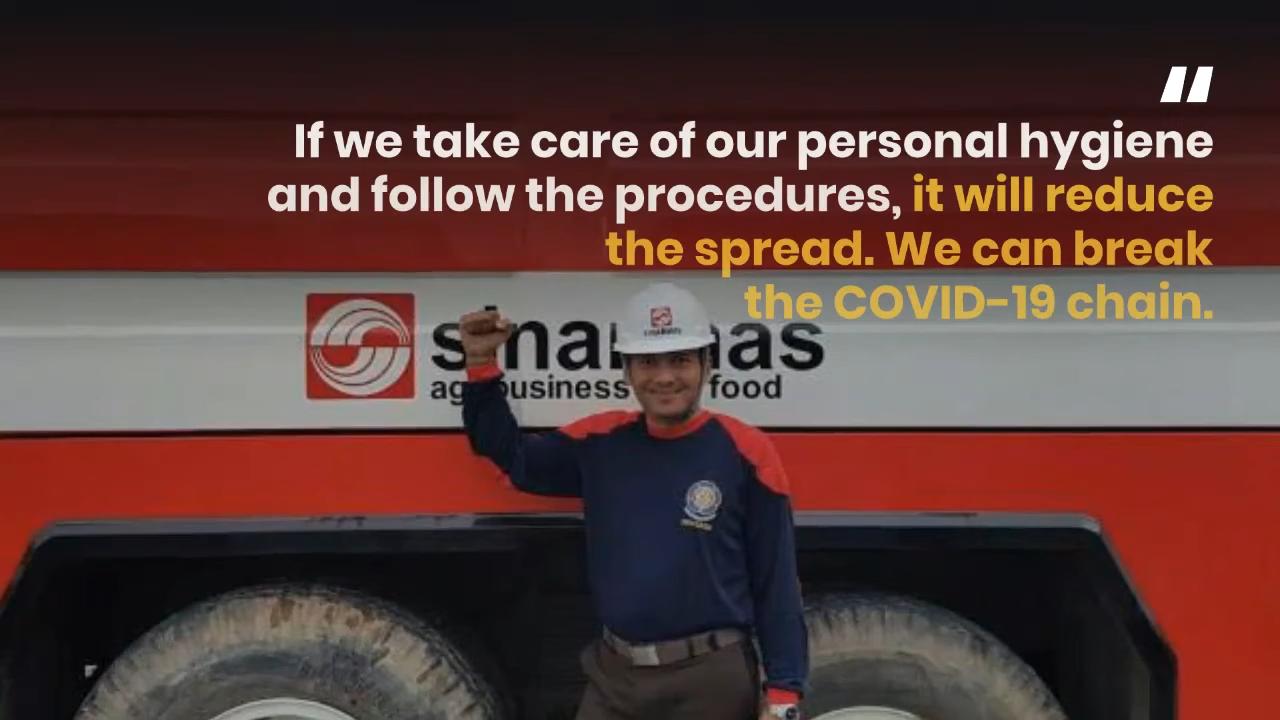 "
If we take care of our personal hygiene
and follow the procedures, it will reduce
the spread. We can break
the COVID-19 chain.
food